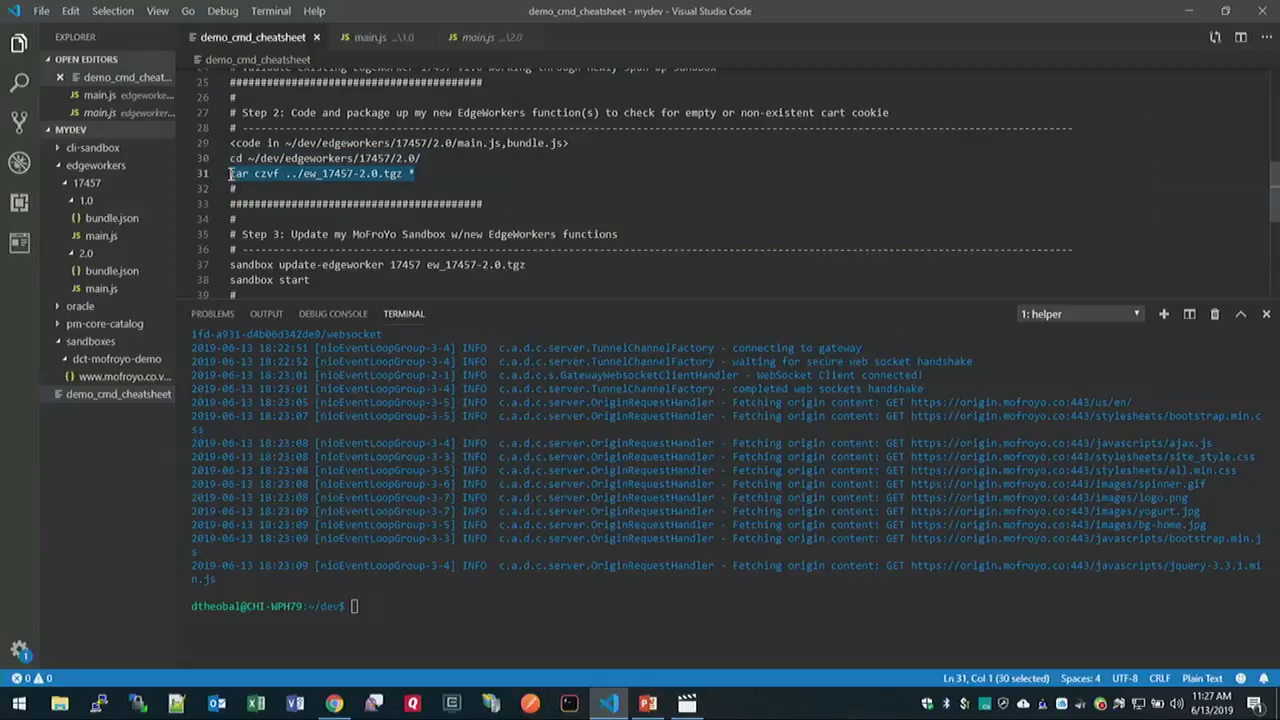 File Edit Selection View Go Debug Terminal Help
demo_cmd_cheatsheet - mydev - Visual Studio Code
EXPLORER
OPEN EDITORS
demo_cmd_cheat...
main.js edgeworke...
main.js edgeworker...
MYDEV
cli-sandbox
edgeworkers
17457
1.0
{} bundle.json
main.js
2.0
{} bundle.json
main.js
oracle
pm-core-catalog
sandboxes
dct-mofroyo-demo
www.mofroyo.co.v...
demo_cmd_cheatsheet
demo_cmd_cheatsheet
main.js ...\1.0
main.js ...\2.0
demo_cmd_cheatsheet
25 ########################################
26 #
27 # Step 2: Code and package up my new EdgeWorkers function(s) to check for empty or non-existent cart cookie
28 # ----------------------------------------------------------------------------------------------------------------------------------------
29 <code in ~/dev/edgeworkers/17457/2.0/main.js,bundle.js>
30 cd ~/dev/edgeworkers/17457/2.0/
31 tar czvf ../ew_17457-2.0.tgz *
32 #
33 ########################################
34 #
35 # Step 3: Update my MoFroYo Sandbox w/new EdgeWorkers functions
36 # ----------------------------------------------------------------------------------------------------------------------------------------
37 sandbox update-edgeworker 17457 ew_17457-2.0.tgz
38 sandbox start
39 #
PROBLEMS OUTPUT DEBUG CONSOLE TERMINAL
1: helper
1fd-a931-d4b06d342de9/websocket
2019-06-13 18:22:51 [nioEventLoopGroup-3-4] INFO c.a.d.c.server.TunnelChannelFactory - connecting to gateway
2019-06-13 18:22:52 [nioEventLoopGroup-3-4] INFO c.a.d.c.server.TunnelChannelFactory - waiting for secure web socket handshake
2019-06-13 18:23:01 [nioEventLoopGroup-2-1] INFO c.a.d.c.s.GatewayWebsocketClientHandler - WebSocket Client connected!
2019-06-13 18:23:01 [nioEventLoopGroup-3-4] INFO c.a.d.c.server.TunnelChannelFactory - completed web sockets handshake
2019-06-13 18:23:05 [nioEventLoopGroup-3-5] INFO c.a.d.c.server.OriginRequestHandler - Fetching origin content: GET https://origin.mofroyo.co:443/us/en/
2019-06-13 18:23:07 [nioEventLoopGroup-3-5] INFO c.a.d.c.server.OriginRequestHandler - Fetching origin content: GET https://origin.mofroyo.co:443/stylesheets/bootstrap.min.c
ss
2019-06-13 18:23:08 [nioEventLoopGroup-3-4] INFO c.a.d.c.server.OriginRequestHandler - Fetching origin content: GET https://origin.mofroyo.co:443/javascripts/ajax.js
2019-06-13 18:23:08 [nioEventLoopGroup-3-3] INFO c.a.d.c.server.OriginRequestHandler - Fetching origin content: GET https://origin.mofroyo.co:443/stylesheets/site_style.css
2019-06-13 18:23:08 [nioEventLoopGroup-3-5] INFO c.a.d.c.server.OriginRequestHandler - Fetching origin content: GET https://origin.mofroyo.co:443/stylesheets/all.min.css
2019-06-13 18:23:08 [nioEventLoopGroup-3-6] INFO c.a.d.c.server.OriginRequestHandler - Fetching origin content: GET https://origin.mofroyo.co:443/images/spinner.gif
2019-06-13 18:23:08 [nioEventLoopGroup-3-7] INFO c.a.d.c.server.OriginRequestHandler - Fetching origin content: GET https://origin.mofroyo.co:443/images/logo.png
2019-06-13 18:23:09 [nioEventLoopGroup-3-7] INFO c.a.d.c.server.OriginRequestHandler - Fetching origin content: GET https://origin.mofroyo.co:443/images/yogurt.jpg
2019-06-13 18:23:09 [nioEventLoopGroup-3-5] INFO c.a.d.c.server.OriginRequestHandler - Fetching origin content: GET https://origin.mofroyo.co:443/images/bg-home.jpg
2019-06-13 18:23:09 [nioEventLoopGroup-3-3] INFO c.a.d.c.server.OriginRequestHandler - Fetching origin content: GET https://origin.mofroyo.co:443/javascripts/bootstrap.min.j
s
2019-06-13 18:23:09 [nioEventLoopGroup-3-4] INFO c.a.d.c.server.OriginRequestHandler - Fetching origin content: GET https://origin.mofroyo.co:443/javascripts/jquery-3.3.1.mi
n.js
dtheobal@CHI-WPH79:~/dev$
0 0
Ln 31, Col 1 (30 selected) Spaces: 4 UTF-8 CRLF Plain Text 1
11:27 AM
6/13/2019